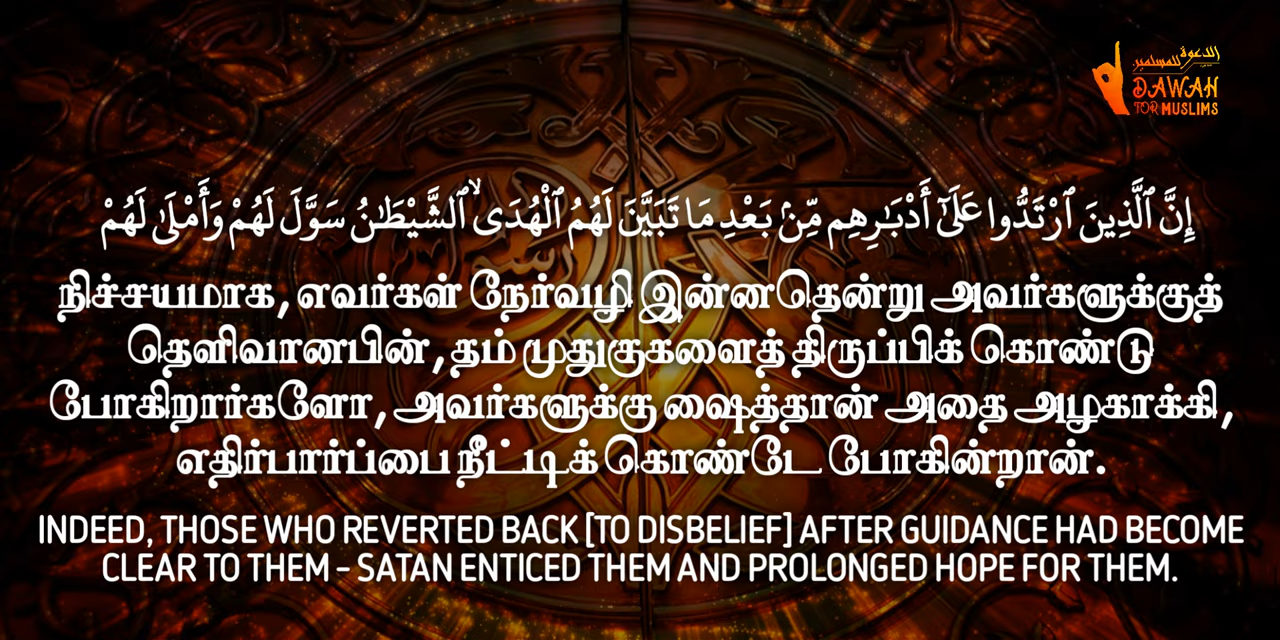 الدعوة للمسلمين
DAWAH
FOR MUSLIMS
إِنَّ ٱلَّذِينَ ٱرْتَدُّوا عَلَىٰٓ أَدْبَـٰرِهِم مِّنۢ بَعْدِ مَا تَبَيَّنَ لَهُمُ ٱلْهُدَى ۙ ٱلشَّيْطَـٰنُ سَوَّلَ لَهُمْ وَأَمْلَىٰ لَهُمْ
நிச்சயமாக, எவர்கள் நேர்வழி இன்னதென்று அவர்களுக்குத்
தெளிவானபின், தம் முதுகுகளைத் திருப்பிக் கொண்டு
போகிறார்களோ, அவர்களுக்கு ஷைத்தான் அதை அழகாக்கி,
எதிர்பார்ப்பை நீட்டிக் கொண்டே போகின்றான்.
INDEED, THOSE WHO REVERTED BACK [TO DISBELIEF] AFTER GUIDANCE HAD BECOME
CLEAR TO THEM - SATAN ENTICED THEM AND PROLONGED HOPE FOR THEM.